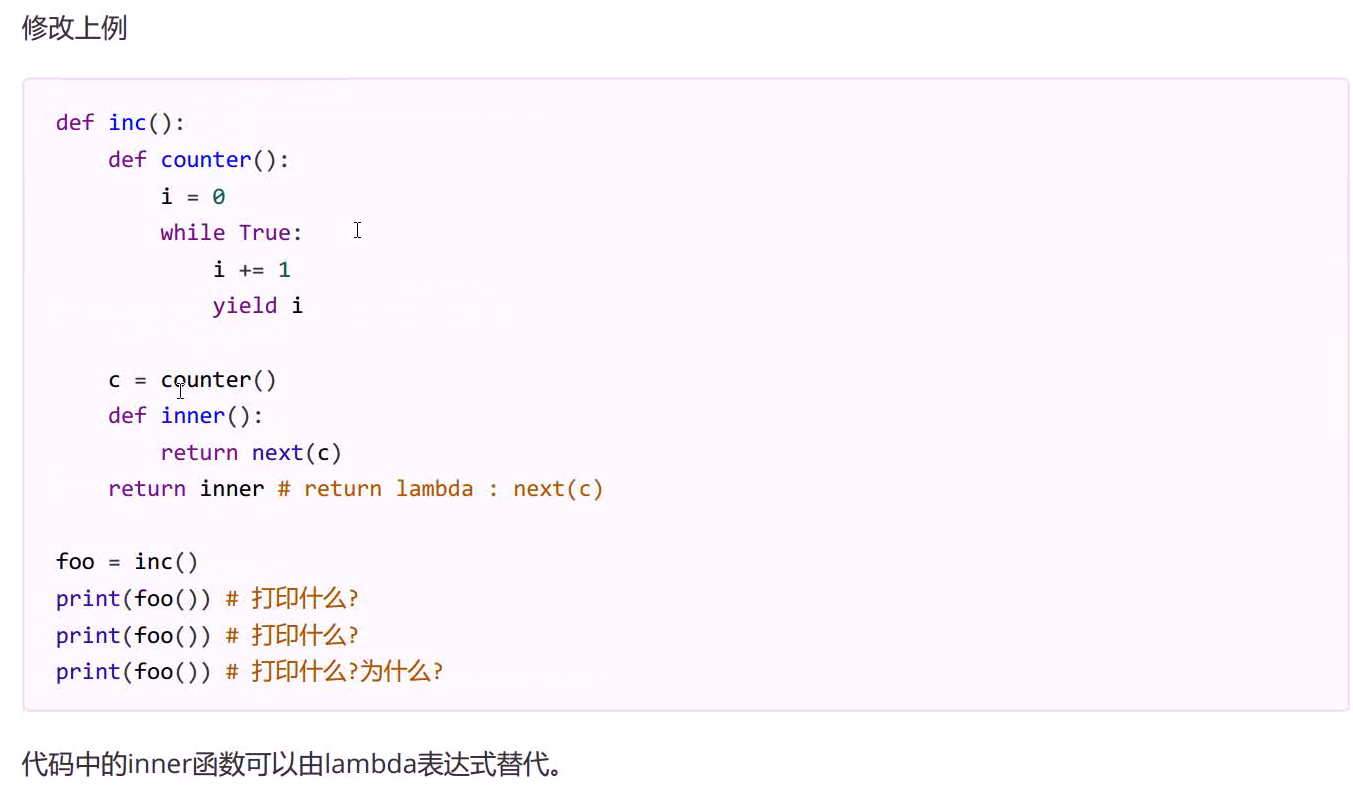 修改上例
def inc():
    def counter():
        i = 0
        while True:
            i += 1
            yield i
    c = counter()
    def inner():
        return next(c)
    return inner # return lambda : next(c)
foo = inc()
print(foo()) # 打印什么?
print(foo()) # 打印什么?
print(foo()) # 打印什么?为什么?
代码中的inner函数可以由lambda表达式替代。